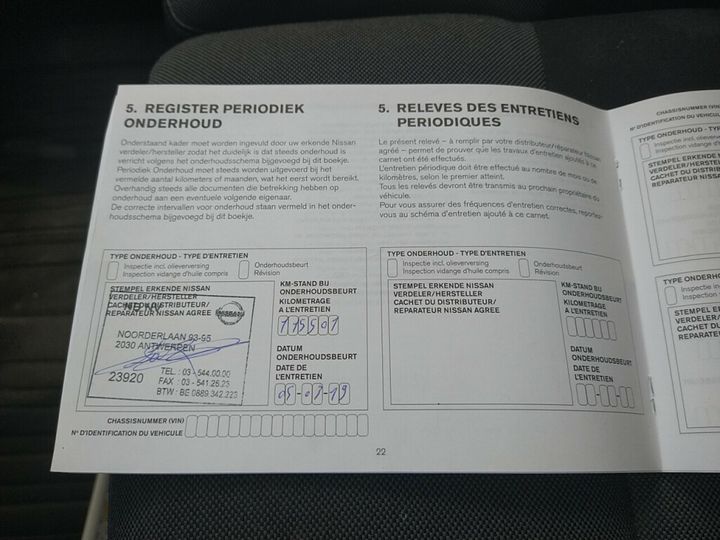 5. REGISTER PERIODIEK
ONDERHOUD
Onderstaand kader moet worden ingevuld door uw erkende Nissan
verdeler/hersteller zodat het duidelijk is dat steeds onderhoud is
verricht volgens het onderhoudsschema bijgevoegd bij dit boekje.
Periodiek Onderhoud moet steeds worden uitgevoerd bij het
vermelde aantal kilometers of maanden, wat het eerst wordt bereikt.
Overhandig steeds alle documenten die betrekking hebben op
onderhoud aan een eventuele volgende eigenaar.
De correcte intervallen voor onderhoud staan vermeld in het onder-
houdsschema bijgevoegd bij dit boekje.
TYPE ONDERHOUD - TYPE D'ENTRETIEN
Inspectie incl. olieverversing
Inspection vidange d'huile compris
Onderhoudsbeurt
Révision
STEMPEL ERKENDE NISSAN
VERDELER/HERSTELLER
CACHET DU DISTRIBUTEUR/
REPARATEUR NISSAN AGREE
NISSAN
NOORDERLAAN 93-95
2030 ANTWERPEN
TEL. : 03 - 544.00.00
23920
FAX : 03 - 541.26.23
BTW : BE 0889.342.223
KM-STAND BIJ
ONDERHOUDSBEURT
KILOMETRAGE
A L'ENTRETIEN
115501
DATUM
ONDERHOUDSBEURT
DATE DE
L'ENTRETIEN
05-07-19
CHASSISNUMMER (VIN)
N° D'IDENTIFICATION DU VEHICULE
5. RELEVES DES ENTRETIENS
PERIODIQUES
Le présent relevé – à remplir par votre distributeur/réparateur Nissan
agréé – permet de prouver que les travaux d'entretien ajoutés à ce
carnet ont été effectués.
L'entretien périodique doit être effectué au nombre de mois ou de
kilomètres, selon le premier atteint.
Tous les relevés devront être transmis au prochain propriétaire du
véhicule.
Pour vous assurer des fréquences d'entretien correctes, reportez-
vous au schéma d'entretien ajouté à ce carnet.
TYPE ONDERHOUD - TYPE D'ENTRETIEN
Inspectie incl. olieverversing
Inspection vidange d'huile compris
Onderhoudsbeurt
Révision
STEMPEL ERKENDE NISSAN
VERDELER/HERSTELLER
CACHET DU DISTRIBUTEUR/
REPARATEUR NISSAN AGREE
KM-STAND BIJ
ONDERHOUDSBEURT
KILOMETRAGE
A L'ENTRETIEN
DATUM
ONDERHOUDSBEURT
DATE DE
L'ENTRETIEN
22
CHASSISNUMMER (VIN)
N° D'IDENTIFICATION DU VEHICULE
TYPE ONDERHOUD - TYPE
Inspectie incl. olieverversing
Inspection vidange d'huile
STEMPEL ERKENDE
VERDELER/HERSTE
CACHET DU DISTRIB
REPARATEUR NISSAN
TYPE ONDERHOUD
Inspectie
Inspection
STEMPEL
VERDELER/
CACHET DU
REPARATEUR